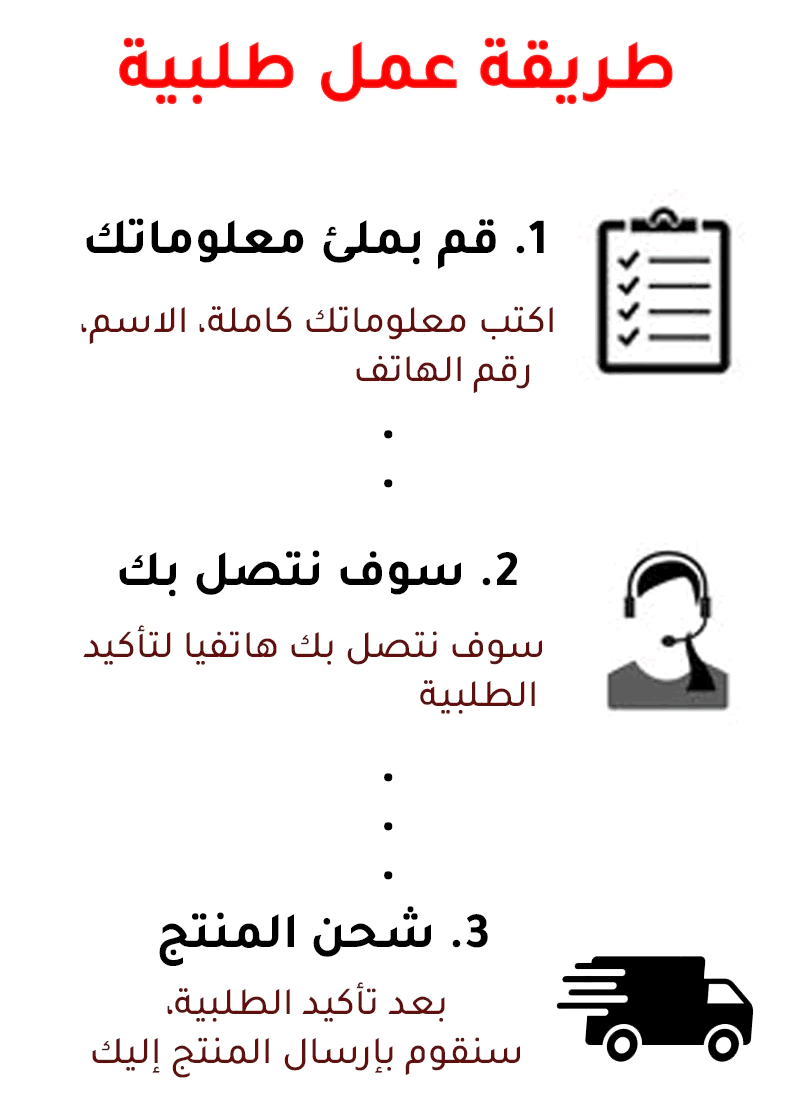 طريقة عمل طلبية
1. قم بملئ معلوماتك
اكتب معلوماتك كاملة، الاسم،
رقم الهاتف
.
.
2. سوف نتصل بك
سوف نتصل بك هاتفيا لتأكيد
الطلبية
.
.
.
3. شحن المنتج
بعد تأكيد الطلبية،
سنقوم بإرسال المنتج إليك